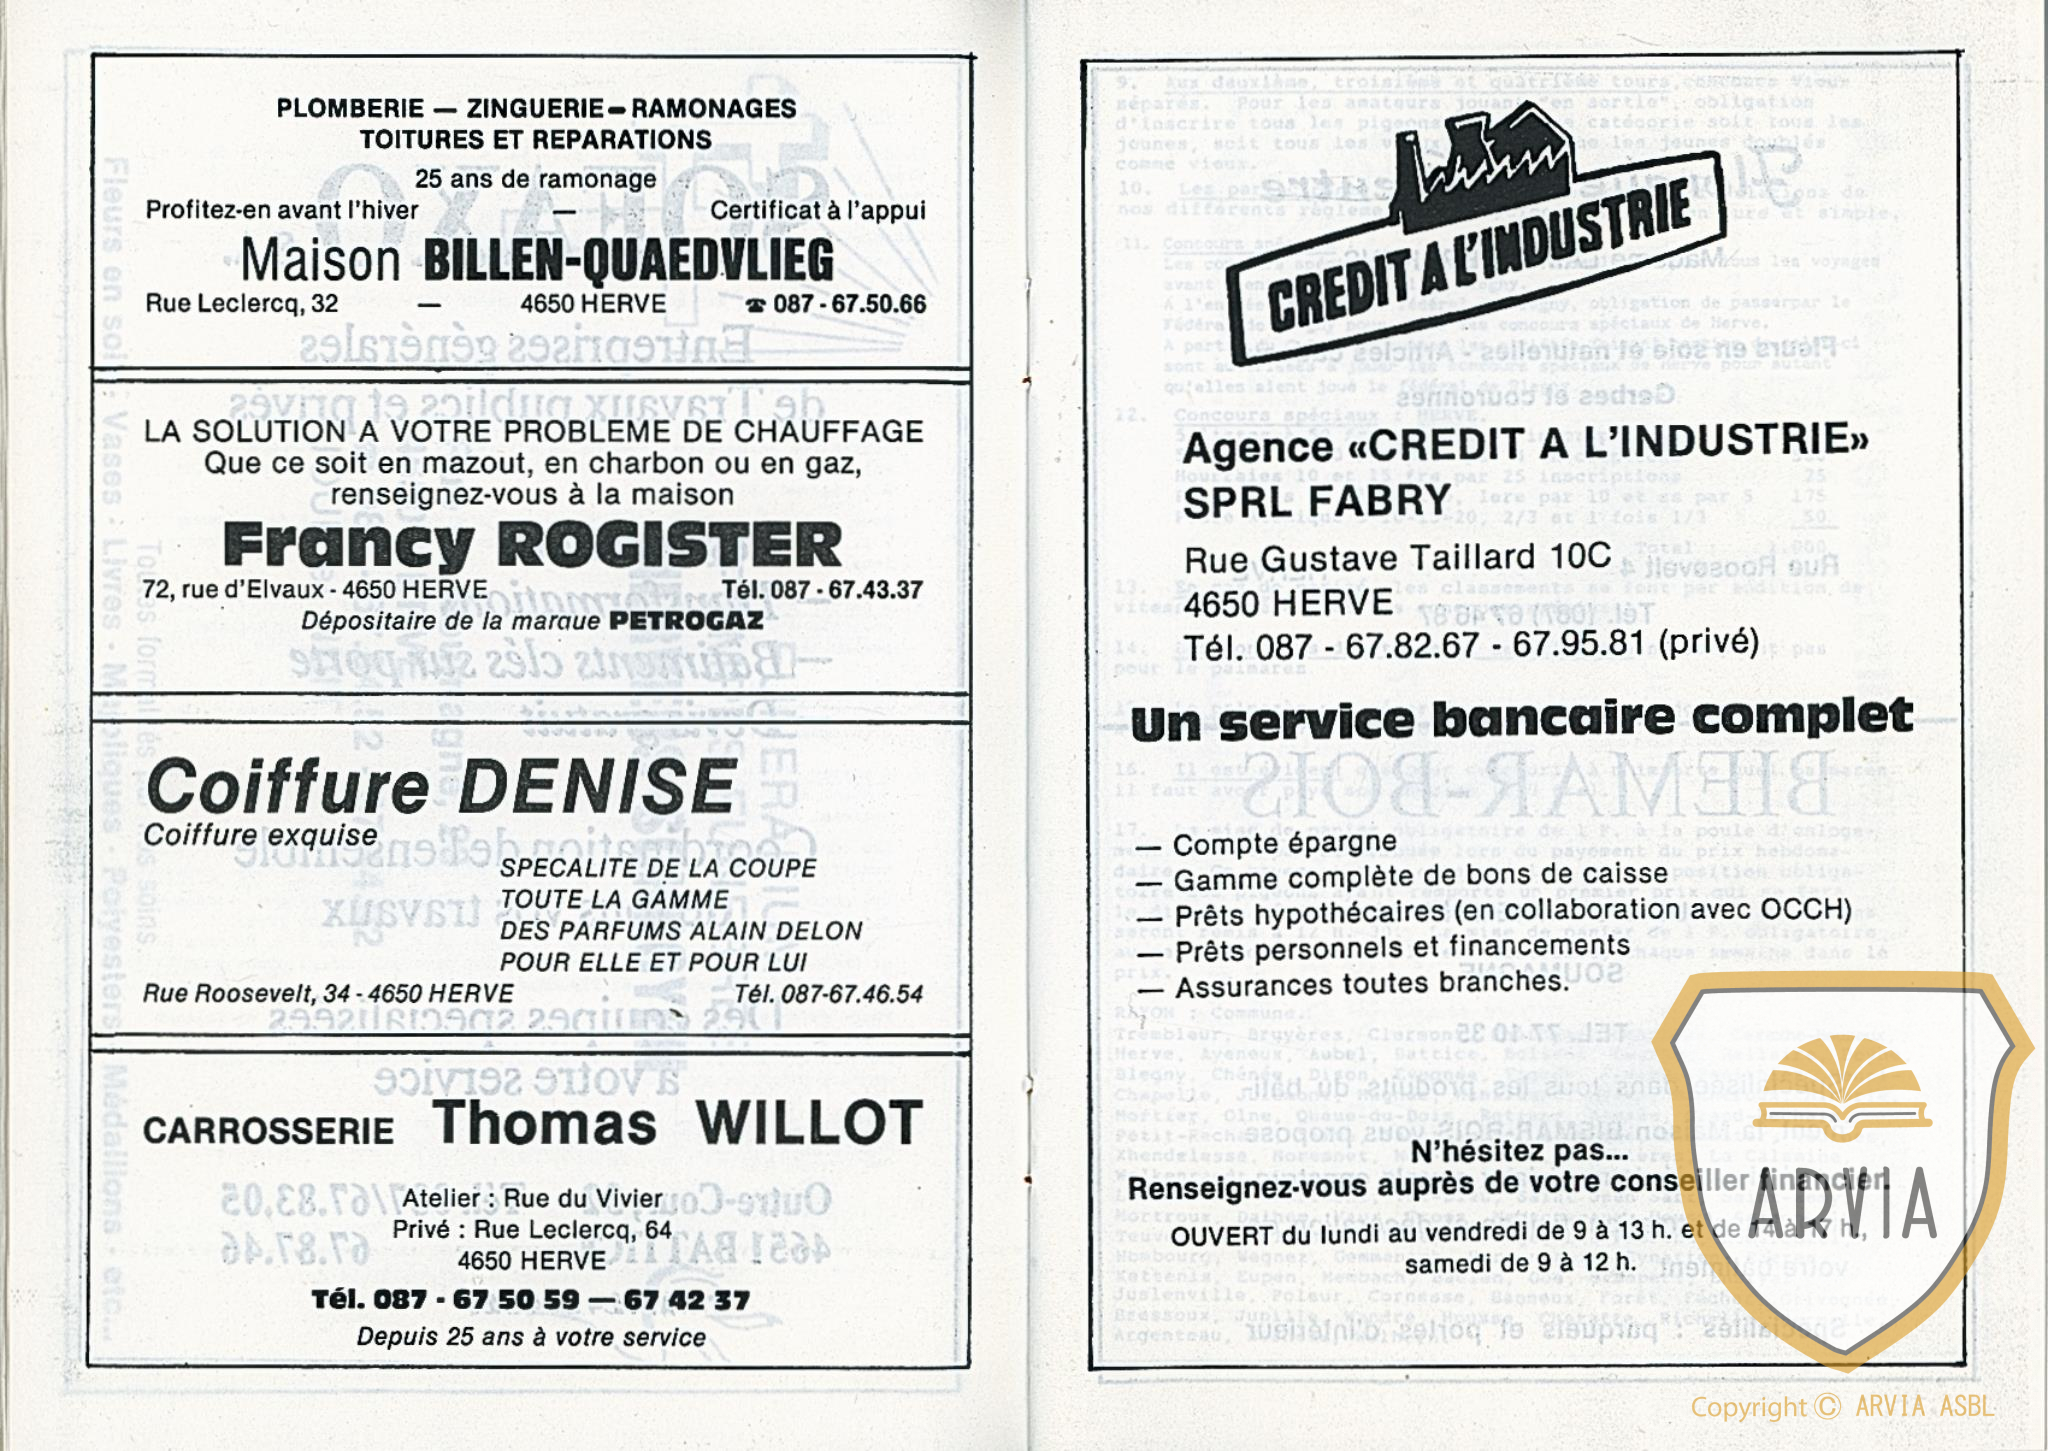 PLOMBERIE — ZINGUERIE — RAMONAGES
TOITURES ET REPARATIONS
25 ans de ramonage
Profitez-en avant l'hiver — Certificat à l'appui
Maison BILLEN-QUAEDVLIEG
Rue Leclercq, 32 — 4650 HERVE ☎ 087 - 67.50.66
LA SOLUTION A VOTRE PROBLEME DE CHAUFFAGE
Que ce soit en mazout, en charbon ou en gaz,
renseignez-vous à la maison
Francy ROGISTER
72, rue d'Elvaux - 4650 HERVE Tél. 087 - 67.43.37
Dépositaire de la marque PETROGAZ
Coiffure DENISE
Coiffure exquise
SPECALITE DE LA COUPE
TOUTE LA GAMME
DES PARFUMS ALAIN DELON
POUR ELLE ET POUR LUI
Rue Roosevelt, 34 - 4650 HERVE Tél. 087-67.46.54
CARROSSERIE Thomas WILLOT
Atelier : Rue du Vivier
Privé : Rue Leclercq, 64
4650 HERVE
Tél. 087 - 67 50 59 — 67 42 37
Depuis 25 ans à votre service
CREDIT A L'INDUSTRIE
Agence «CREDIT A L'INDUSTRIE»
SPRL FABRY
Rue Gustave Taillard 10C
4650 HERVE
Tél. 087 - 67.82.67 - 67.95.81 (privé)
Un service bancaire complet
— Compte épargne
— Gamme complète de bons de caisse
— Prêts hypothécaires (en collaboration avec OCCH)
— Prêts personnels et financements
— Assurances toutes branches.
N'hésitez pas...
Renseignez-vous auprès de votre conseiller financier.
OUVERT du lundi au vendredi de 9 à 13 h. et de 14 à 17 h.,
samedi de 9 à 12 h.
ARVIA
Copyright © ARVIA ASBL